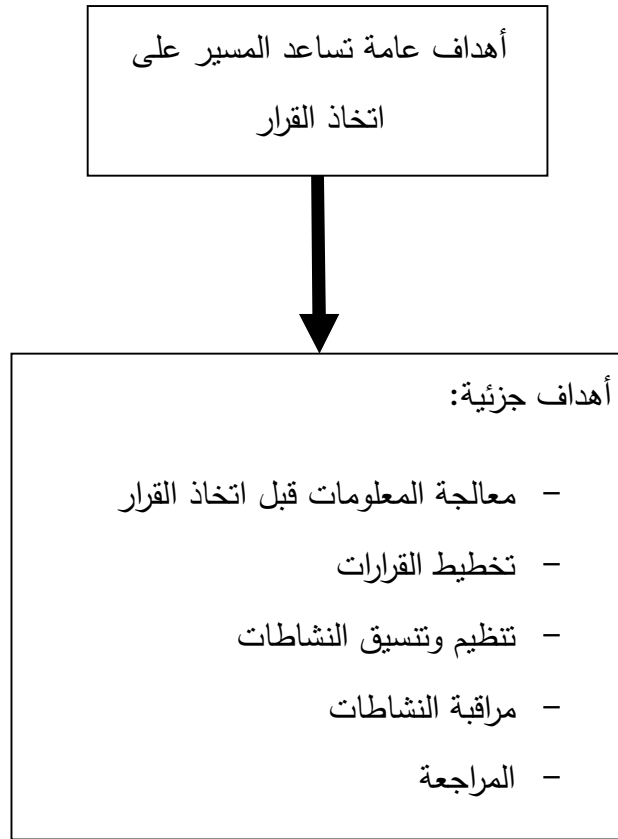 أهداف عامة تساعد المسير على
اتخاذ القرار
أهداف جزئية:
- معالجة المعلومات قبل اتخاذ القرار
- تخطيط القرارات
- تنظيم وتنسيق النشاطات
- مراقبة النشاطات
- المراجعة